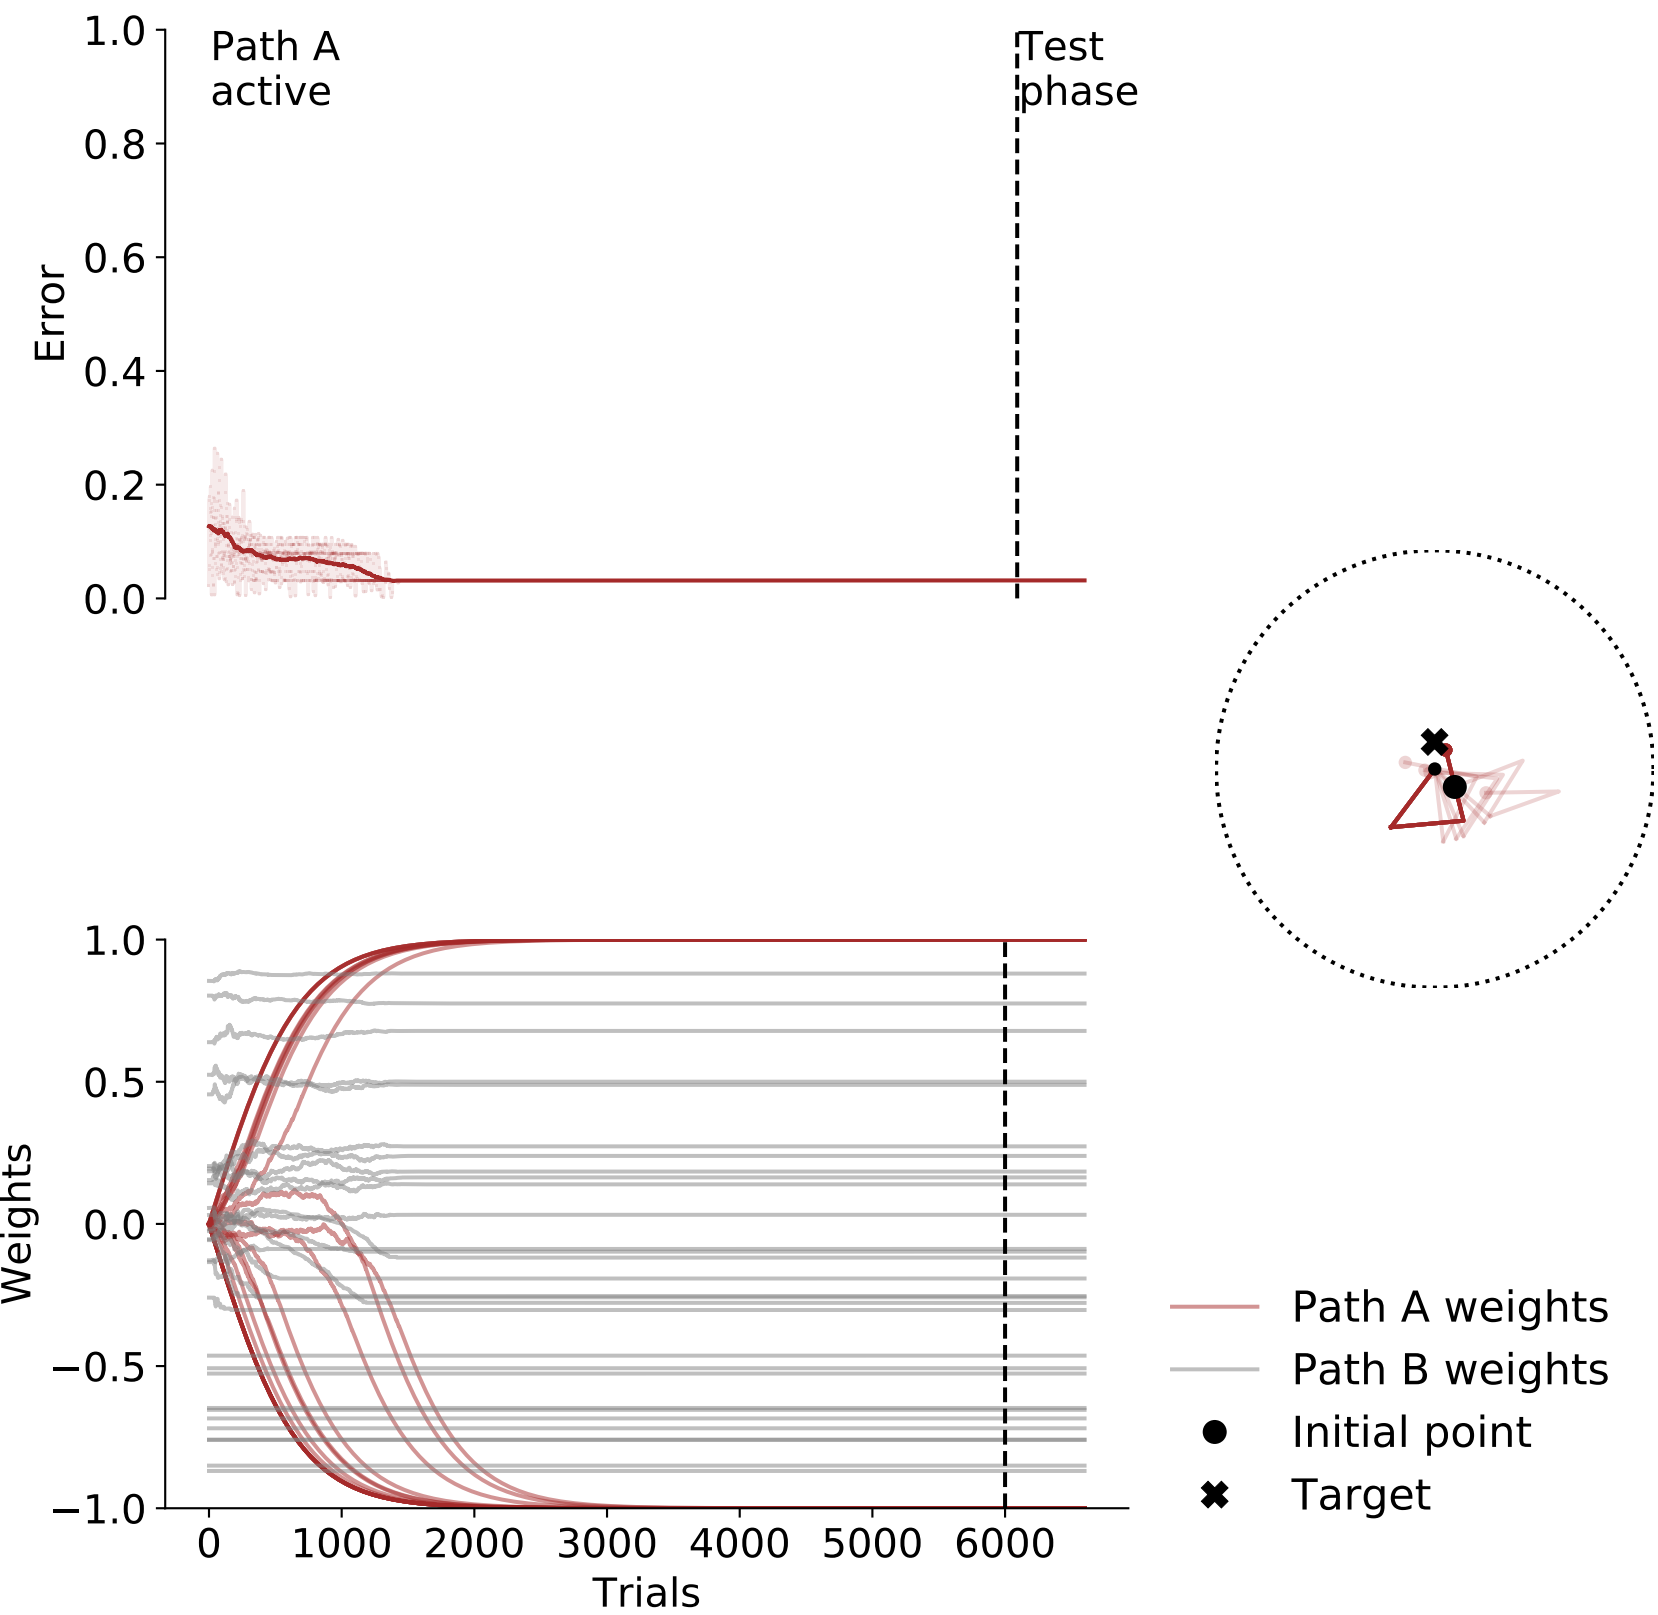 1.0
0.8
0.6
0.4
0.2
0.0
Error
Path A
active
Test
phase
1.0
0.5
0.0
−0.5
−1.0
Weights
0 1000 2000 3000 4000 5000 6000
Trials
Path A weights
Path B weights
Initial point
Target